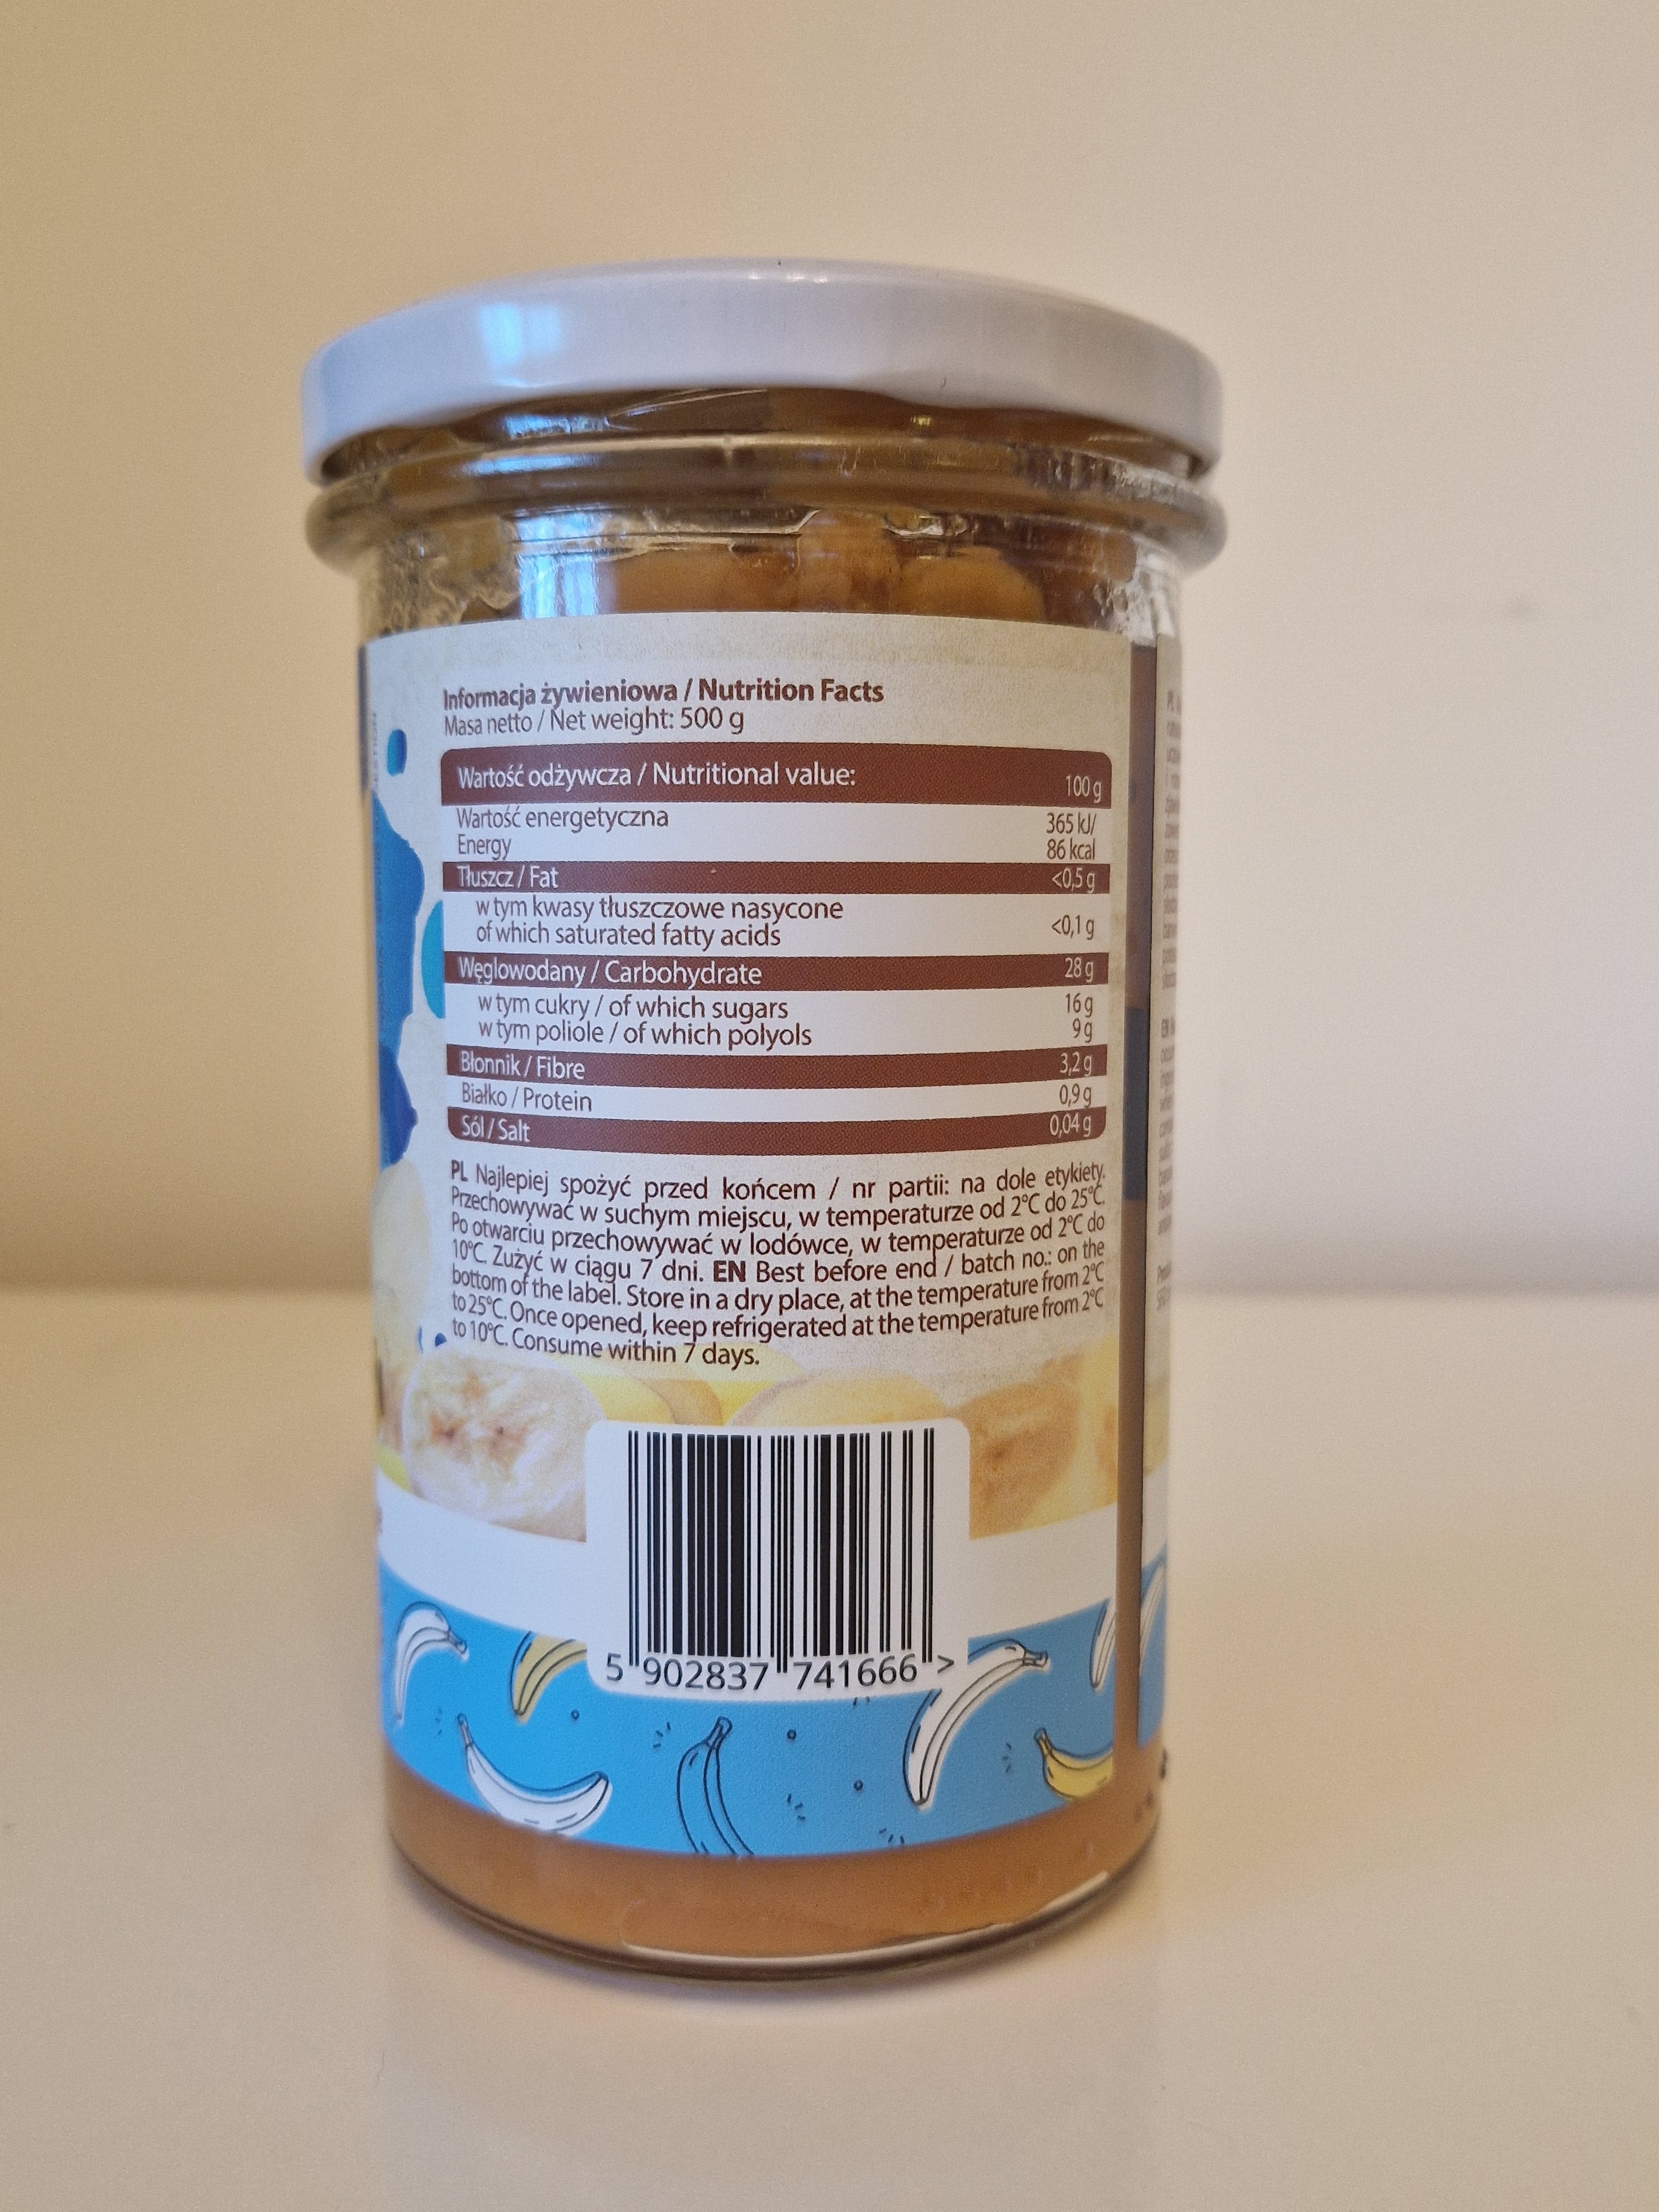 Informacja żywieniowa / Nutrition Facts
Masa netto / Net weight: 500 g
Wartość odżywcza / Nutritional value: 100 g
Wartość energetyczna 365 kJ/
Energy 86 kcal
Tłuszcz / Fat <0,5 g
w tym kwasy tłuszczowe nasycone
of which saturated fatty acids <0,1 g
Węglowodany / Carbohydrate 28 g
w tym cukry / of which sugars 16 g
w tym poliole / of which polyols 9 g
Błonnik / Fibre 3,2 g
Białko / Protein 0,9 g
Sól / Salt 0,04 g
PL Najlepiej spożyć przed końcem / nr partii: na dole etykiety.
Przechowywać w suchym miejscu, w temperaturze od 2°C do 25°C.
Po otwarciu przechowywać w lodówce, w temperaturze od 2°C do
10°C. Zużyć w ciągu 7 dni. EN Best before end / batch no.: on the
bottom of the label. Store in a dry place, at the temperature from 2°C
to 25°C. Once opened, keep refrigerated at the temperature from 2°C
to 10°C. Consume within 7 days.
5 902837 741666 >